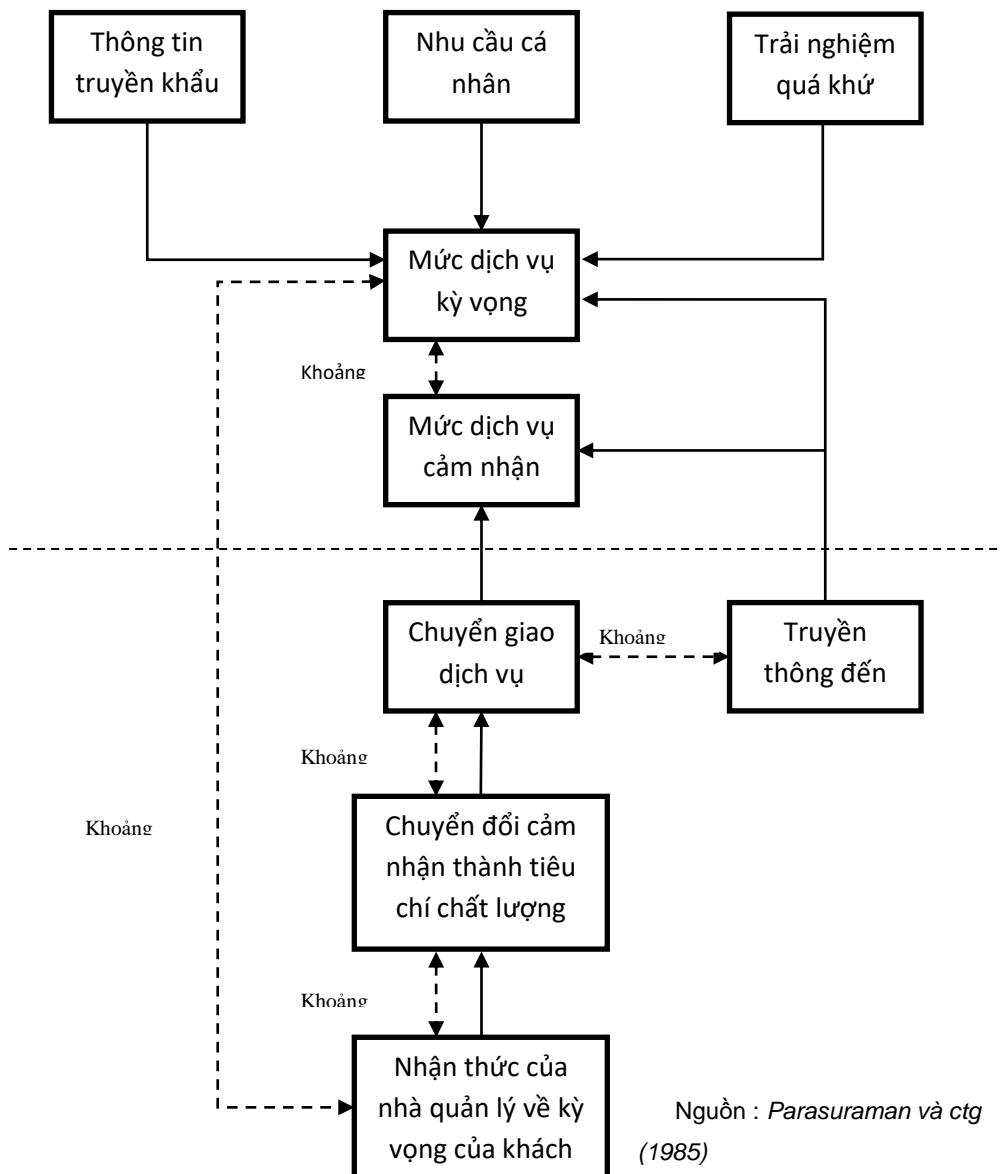 Thông tin
truyền khẩu
Nhu cầu cá
nhân
Trải nghiệm
quá khứ
Mức dịch vụ
kỳ vọng
Khoảng
Mức dịch vụ
cảm nhận
Chuyển giao
dịch vụ
Khoảng
Truyền
thông đến
Khoảng
Khoảng
Chuyển đổi cảm
nhận thành tiêu
chí chất lượng
Khoảng
Nhận thức của
nhà quản lý về kỳ
vọng của khách
Nguồn : Parasuraman và ctg
(1985)